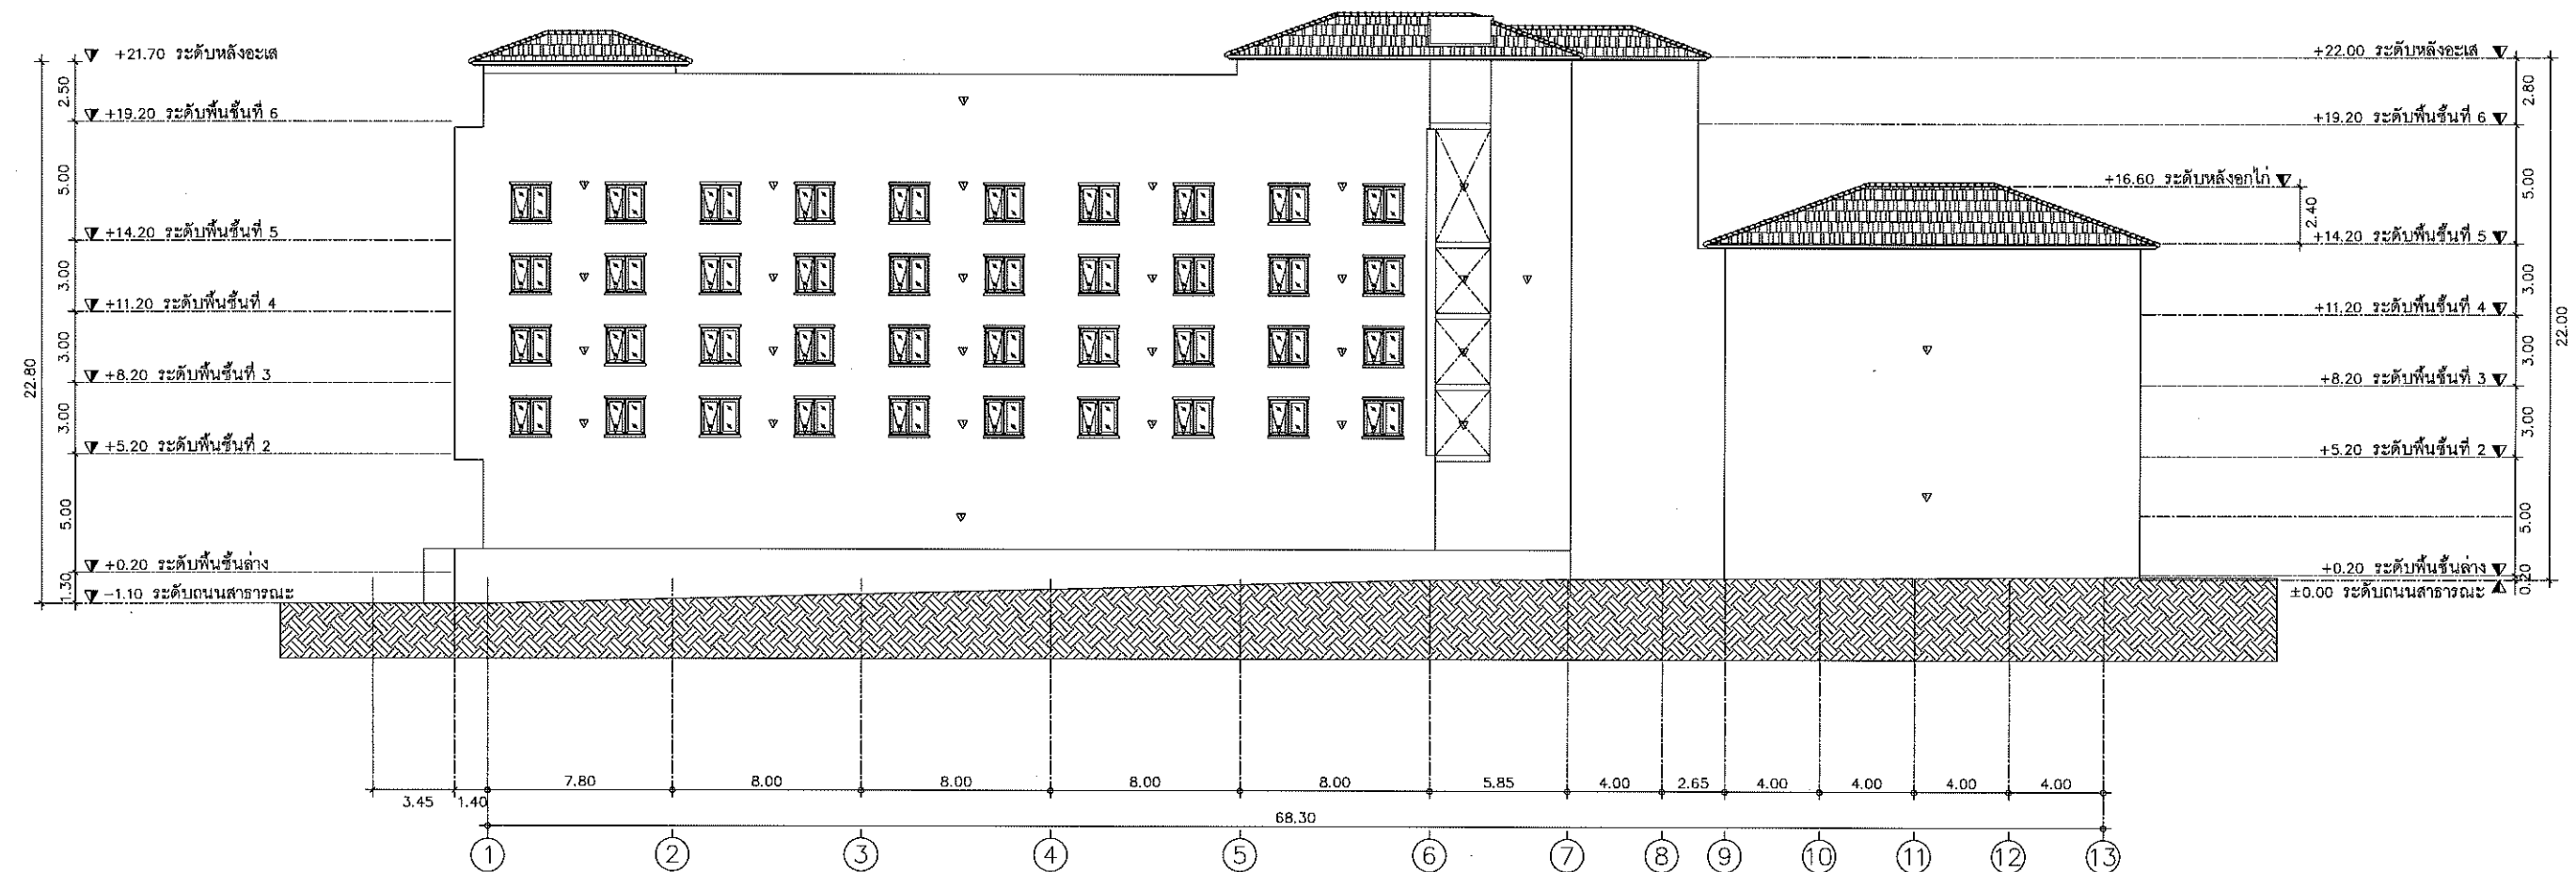 +21.70 ระดับหลังอะเส
+19.20 ระดับพื้นชั้นที่ 6
+14.20 ระดับพื้นชั้นที่ 5
+11.20 ระดับพื้นชั้นที่ 4
+8.20 ระดับพื้นชั้นที่ 3
+5.20 ระดับพื้นชั้นที่ 2
+0.20 ระดับพื้นชั้นล่าง
-1.10 ระดับถนนสาธารณะ
2.50
5.00
3.00
3.00
3.00
5.00
1.30
22.80
+22.00 ระดับหลังอะเส
+19.20 ระดับพื้นชั้นที่ 6
+16.60 ระดับหลังอกไก่
+14.20 ระดับพื้นชั้นที่ 5
+11.20 ระดับพื้นชั้นที่ 4
+8.20 ระดับพื้นชั้นที่ 3
+5.20 ระดับพื้นชั้นที่ 2
+0.20 ระดับพื้นชั้นล่าง
±0.00 ระดับถนนสาธารณะ
2.40
2.80
5.00
3.00
3.00
3.00
5.00
0.20
22.00
3.45 1.40 7.80 8.00 8.00 8.00 8.00 5.85 4.00 2.65 4.00 4.00 4.00 4.00
68.30
1 2 3 4 5 6 7 8 9 10 11 12 13